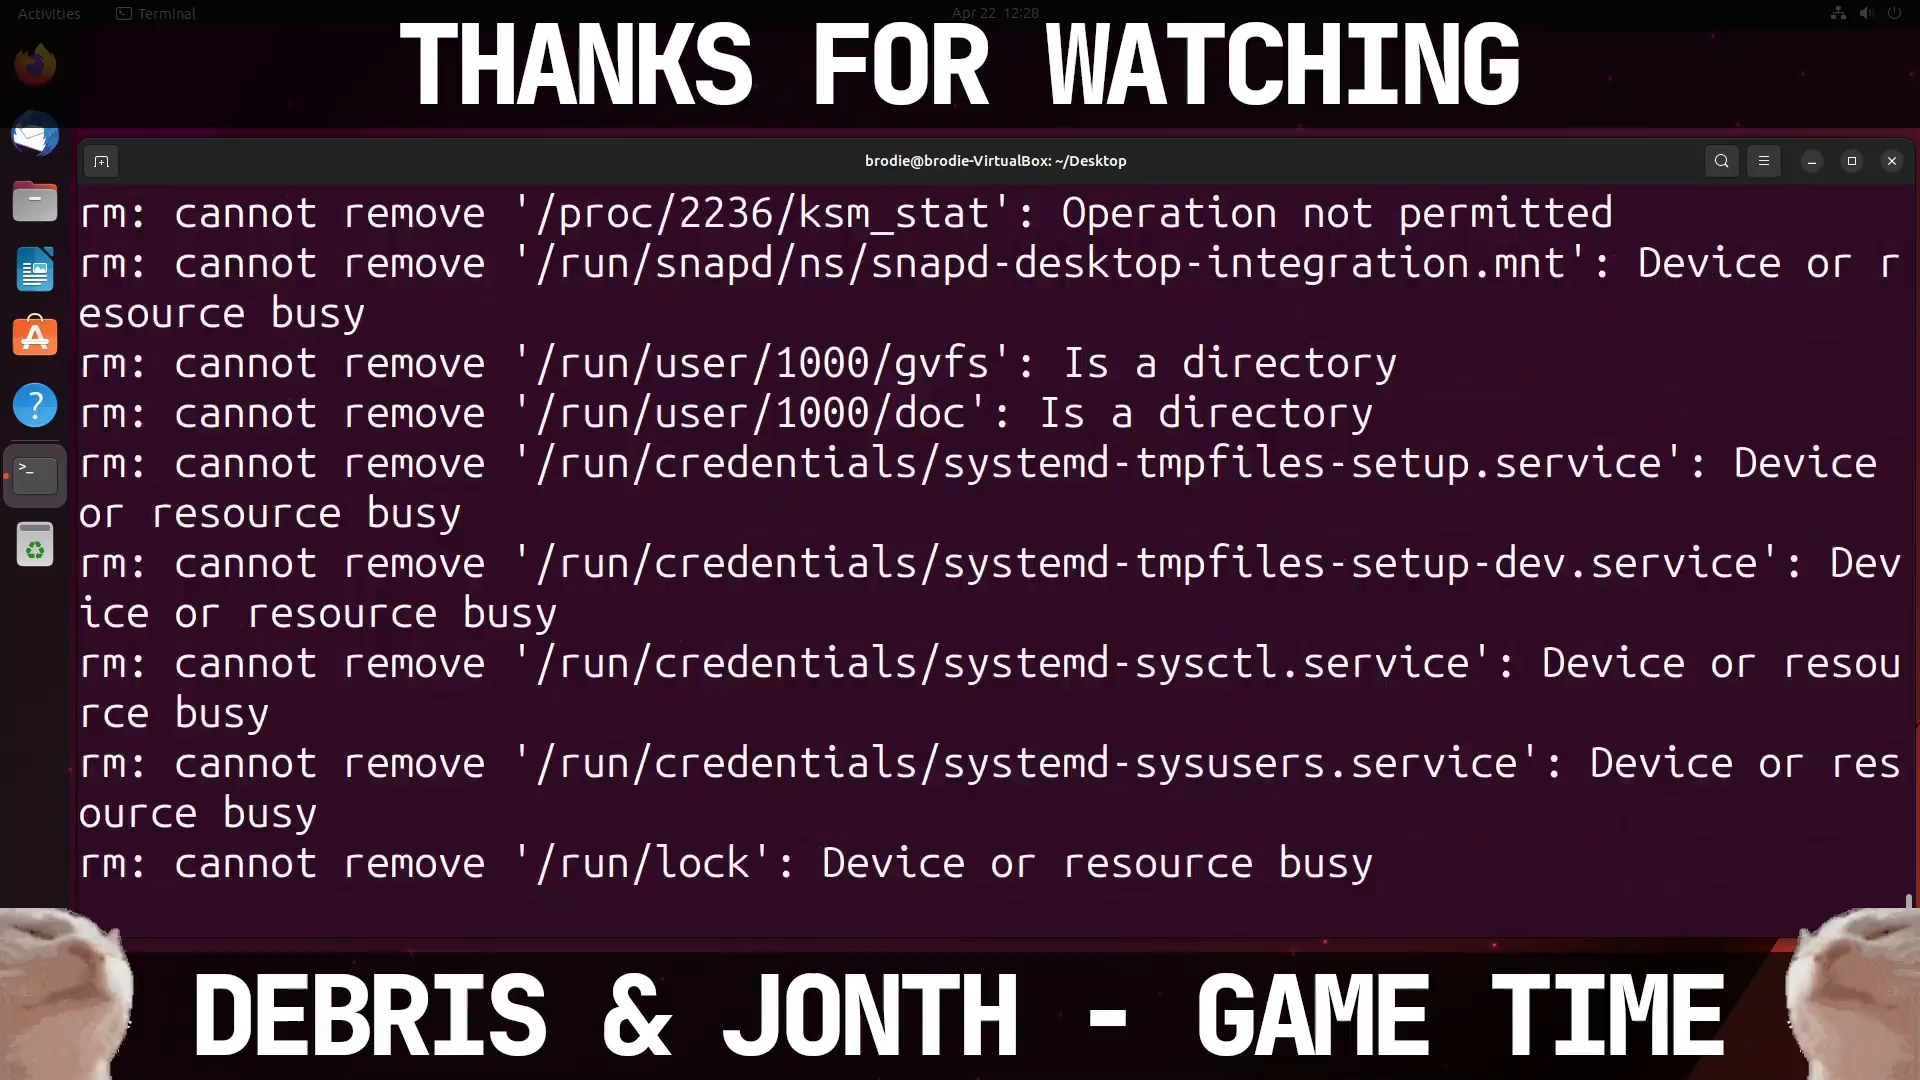 Activities Terminal Apr 22 12:28
THANKS FOR WATCHING
brodie@brodie-VirtualBox: ~/Desktop
rm: cannot remove '/proc/2236/ksm_stat': Operation not permitted
rm: cannot remove '/run/snapd/ns/snapd-desktop-integration.mnt': Device or r
esource busy
rm: cannot remove '/run/user/1000/gvfs': Is a directory
rm: cannot remove '/run/user/1000/doc': Is a directory
rm: cannot remove '/run/credentials/systemd-tmpfiles-setup.service': Device
or resource busy
rm: cannot remove '/run/credentials/systemd-tmpfiles-setup-dev.service': Dev
ice or resource busy
rm: cannot remove '/run/credentials/systemd-sysctl.service': Device or resou
rce busy
rm: cannot remove '/run/credentials/systemd-sysusers.service': Device or res
ource busy
rm: cannot remove '/run/lock': Device or resource busy
DEBRIS & JONTH - GAME TIME